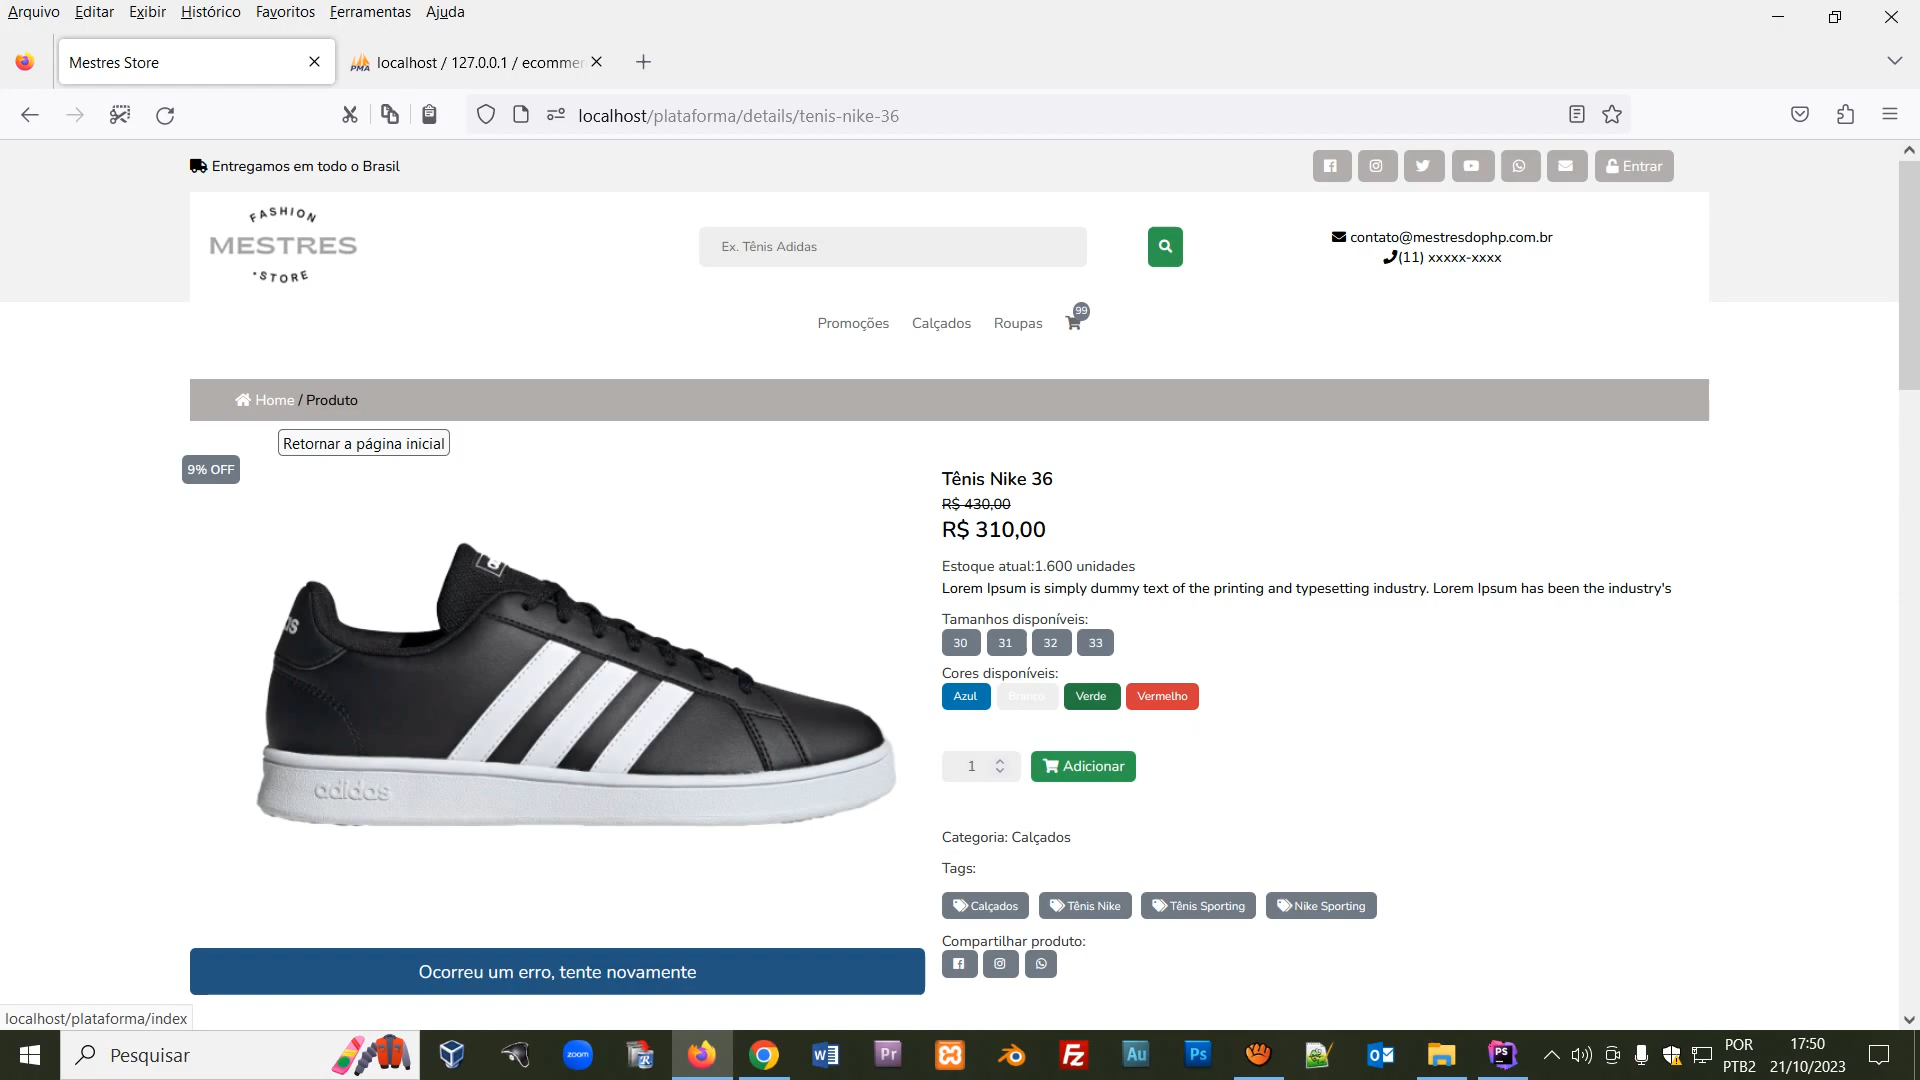 Arquivo Editar Exibir Histórico Favoritos Ferramentas Ajuda
Mestres Store
localhost / 127.0.0.1 / ecommer
localhost/plataforma/details/tenis-nike-36
Entregamos em todo o Brasil
Entrar
FASHION
MESTRES
STORE
Ex. Tênis Adidas
contato@mestresdophp.com.br
(11) xxxxx-xxxx
Promoções Calçados Roupas 99
Home / Produto
Retornar a página inicial
9% OFF
adidas
Tênis Nike 36
R$ 430,00
R$ 310,00
Estoque atual:1.600 unidades
Lorem Ipsum is simply dummy text of the printing and typesetting industry. Lorem Ipsum has been the industry's
Tamanhos disponíveis:
30 31 32 33
Cores disponíveis:
Azul Branco Verde Vermelho
1 Adicionar
Categoria: Calçados
Tags:
Calçados Tênis Nike Tênis Sporting Nike Sporting
Compartilhar produto:
Ocorreu um erro, tente novamente
localhost/plataforma/index
Pesquisar
zoom
Pr
Au
Ps
PS
POR
PTB2
17:50
21/10/2023